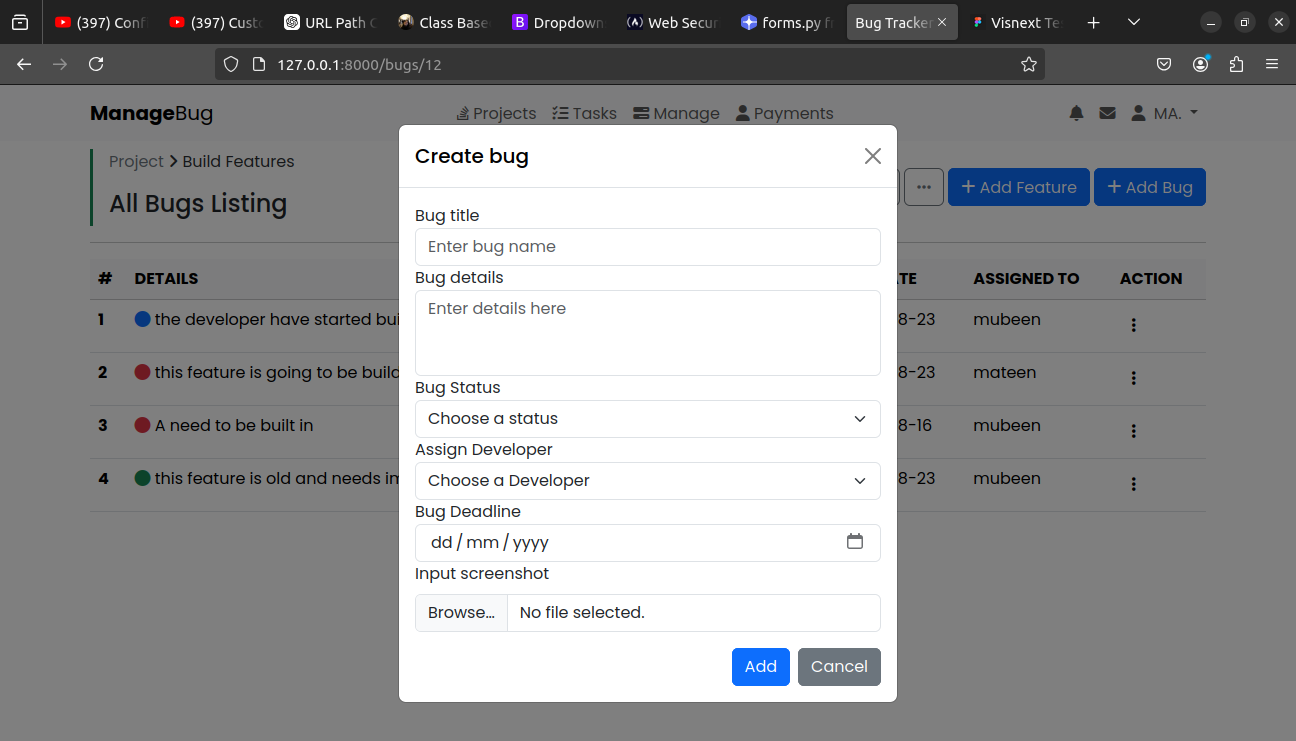 (397) Conf
(397) Custo
URL Path C
Class Base
Dropdown
Web Secur
forms.py fr
Bug Tracker
Visnext Te
127.0.0.1:8000/bugs/12
ManageBug
Projects
Tasks
Manage
Payments
MA.
Project > Build Features
All Bugs Listing
...
+ Add Feature
+ Add Bug
Create bug
Bug title
Enter bug name
Bug details
Enter details here
Bug Status
Choose a status
Assign Developer
Choose a Developer
Bug Deadline
dd / mm / yyyy
Input screenshot
Browse...
No file selected.
Add
Cancel
# DETAILS ATE ASSIGNED TO ACTION
1 the developer have started bui 8-23 mubeen
2 this feature is going to be build 8-23 mateen
3 A need to be built in 8-16 mubeen
4 this feature is old and needs im 8-23 mubeen